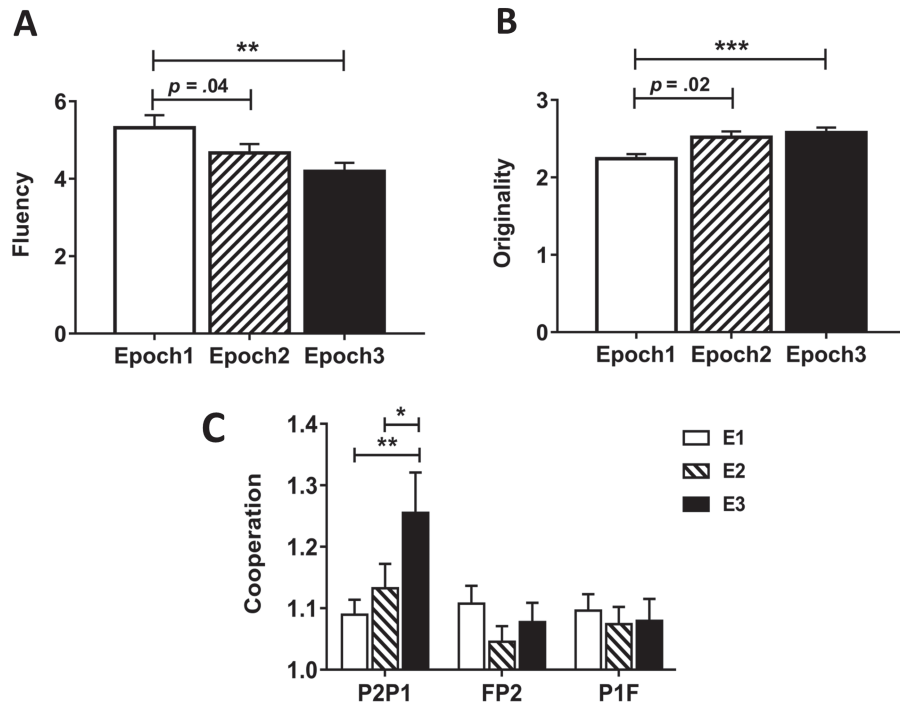 A
**
p = .04
6
4
2
0
Fluency
Epoch1 Epoch2 Epoch3
B
***
p = .02
3
2
1
0
Originality
Epoch1 Epoch2 Epoch3
C
*
**
1.4
1.3
1.2
1.1
1.0
Cooperation
P2P1 FP2 P1F
E1
E2
E3